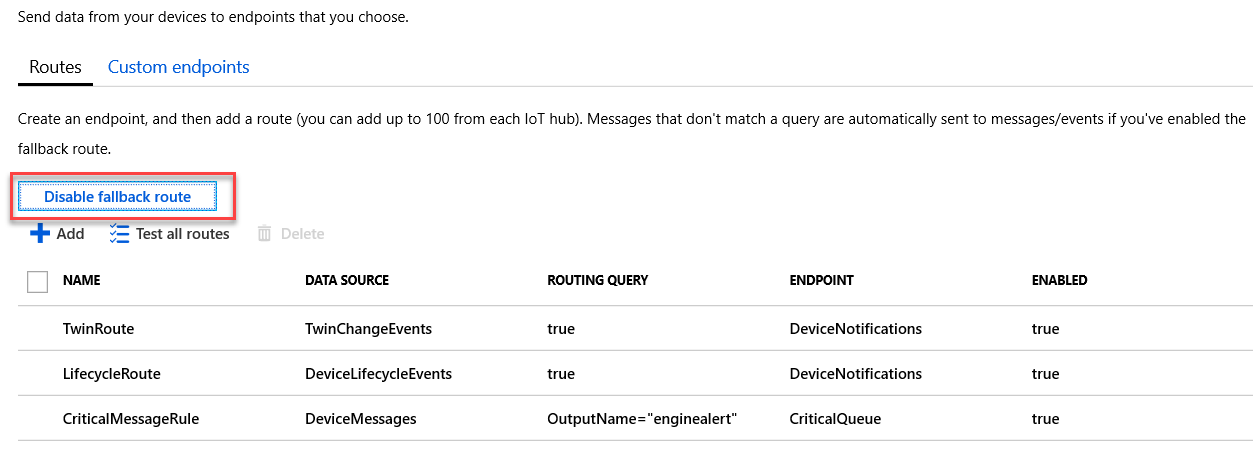 Send data from your devices to endpoints that you choose.
Routes Custom endpoints
Create an endpoint, and then add a route (you can add up to 100 from each IoT hub). Messages that don't match a query are automatically sent to messages/events if you've enabled the
fallback route.
Disable fallback route
Add Test all routes Delete
NAME DATA SOURCE ROUTING QUERY ENDPOINT ENABLED
TwinRoute TwinChangeEvents true DeviceNotifications true
LifecycleRoute DeviceLifecycleEvents true DeviceNotifications true
CriticalMessageRule DeviceMessages OutputName="enginealert" CriticalQueue true